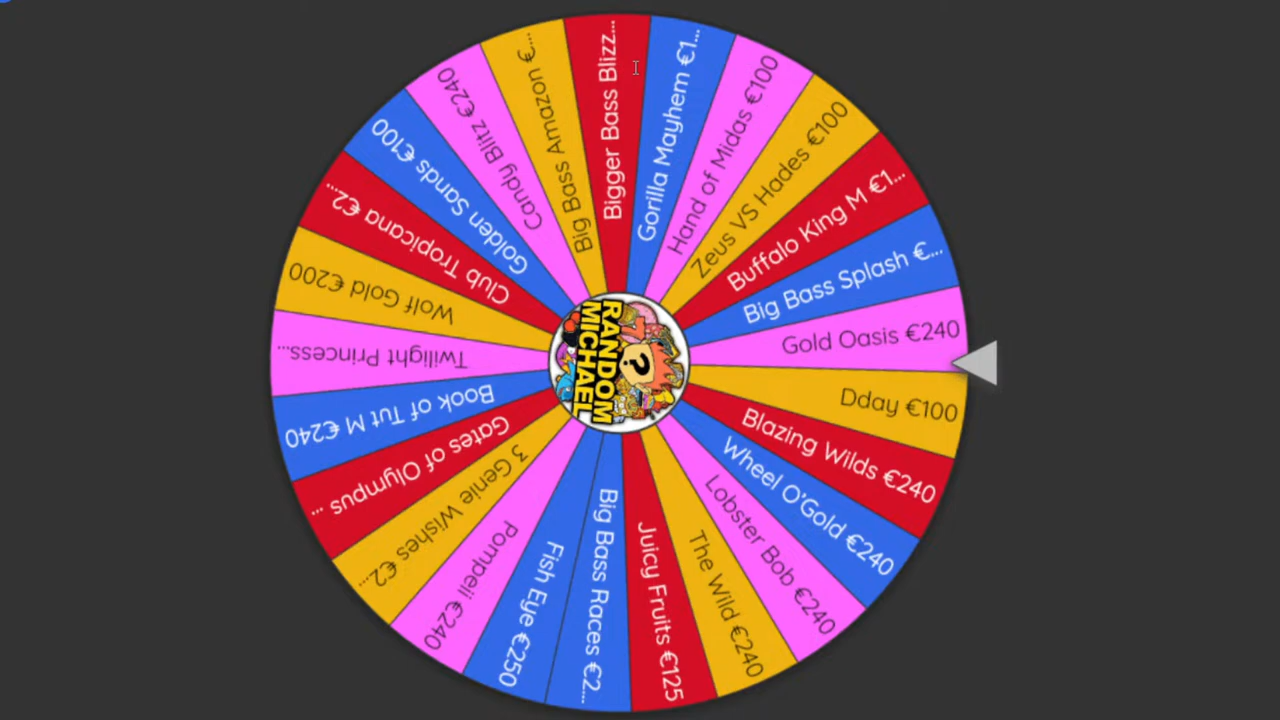 Bigger Bass Blizz...
Gorilla Mayhem €1...
Hand of Midas €100
Zeus VS Hades €100
Buffalo King M €1...
Big Bass Splash €...
Gold Oasis €240
Dday €100
Blazing Wilds €240
Wheel O'Gold €240
Lobster Bob €240
The Wild €240
Juicy Fruits €125
Big Bass Races €2...
Fish Eye €250
Pompeii €240
3 Genie Wishes €2...
Gates of Olympus ...
Book of Tut M €240
Twilight Princess...
Wolf Gold €200
Club Tropicana €2...
Golden Sands €100
Candy Blitz €240
Big Bass Amazon €...
RANDOM
MICHAEL
?